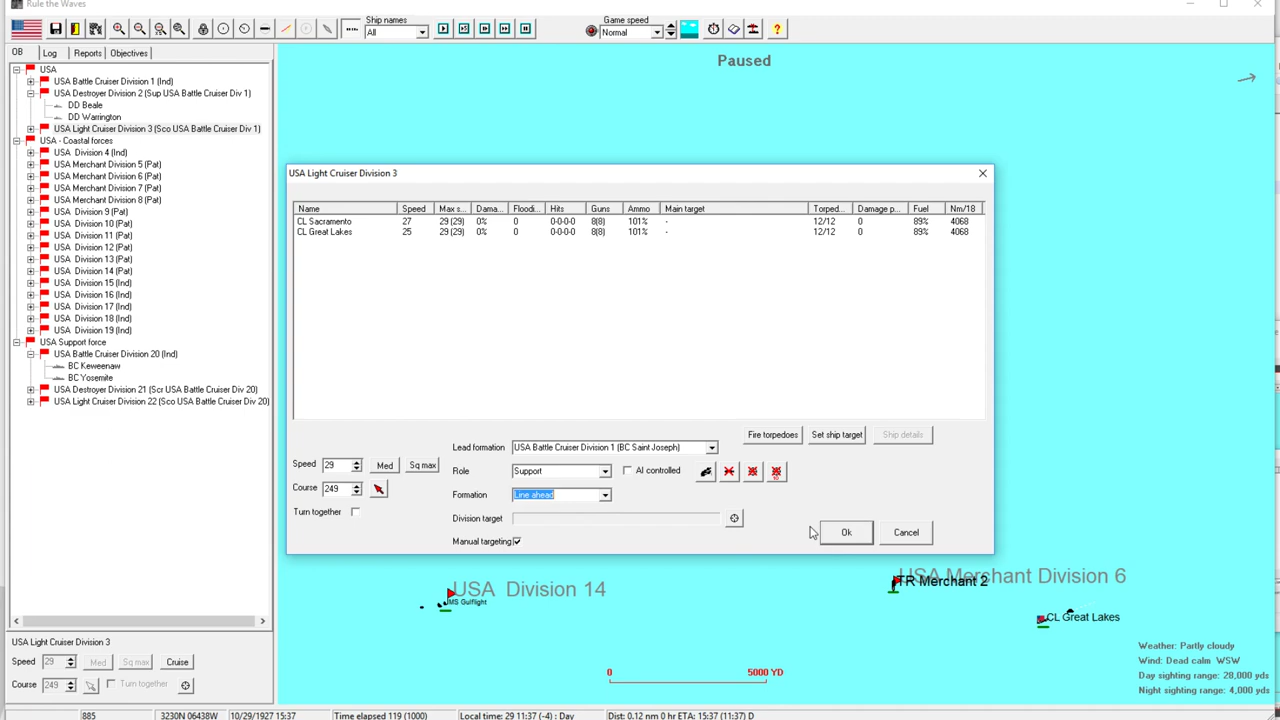 Rule the Waves
Ship names
All
Game speed
Normal
OB Log Reports Objectives
USA
USA Battle Cruiser Division 1 (Ind)
USA Destroyer Division 2 (Sup USA Battle Cruiser Div 1)
DD Beale
DD Warrington
USA Light Cruiser Division 3 (Sco USA Battle Cruiser Div 1)
USA - Coastal forces
USA Division 4 (Ind)
USA Merchant Division 5 (Pat)
USA Merchant Division 6 (Pat)
USA Merchant Division 7 (Pat)
USA Merchant Division 8 (Pat)
USA Division 9 (Pat)
USA Division 10 (Pat)
USA Division 11 (Pat)
USA Division 12 (Pat)
USA Division 13 (Pat)
USA Division 14 (Pat)
USA Division 15 (Ind)
USA Division 16 (Ind)
USA Division 17 (Ind)
USA Division 18 (Ind)
USA Division 19 (Ind)
USA Support force
USA Battle Cruiser Division 20 (Ind)
BC Keweenaw
BC Yosemite
USA Destroyer Division 21 (Scr USA Battle Cruiser Div 20)
USA Light Cruiser Division 22 (Sco USA Battle Cruiser Div 20)
USA Light Cruiser Division 3
Speed 29 Med Sq max Cruise
Course 249 Turn together
Paused
USA Light Cruiser Division 3
Name Speed Max s... Dama... Floodi... Hits Guns Ammo Main target Torped... Damage p... Fuel Nm/18
CL Sacramento 27 29 (29) 0% 0 0-0-0-0 8(8) 101% - 12/12 0 89% 4068
CL Great Lakes 25 29 (29) 0% 0 0-0-0-0 8(8) 101% - 12/12 0 89% 4068
Fire torpedoes Set ship target Ship details
Lead formation USA Battle Cruiser Division 1 (BC Saint Joseph)
Speed 29 Med Sq max
Role Support AI controlled
Course 249
Formation Line ahead
Turn together
Division target
Manual targeting
Ok Cancel
USA Division 14
MS Gulflight
USA Merchant Division 6
TR Merchant 2
CL Great Lakes
0 5000 YD
Weather: Partly cloudy
Wind: Dead calm WSW
Day sighting range: 28,000 yds
Night sighting range: 4,000 yds
885 3230N 06438W 10/29/1927 15:37 Time elapsed 119 (1000) Local time: 29 11:37 (-4) : Day Dist: 0.12 nm 0 hr ETA: 15:37 (11:37) D